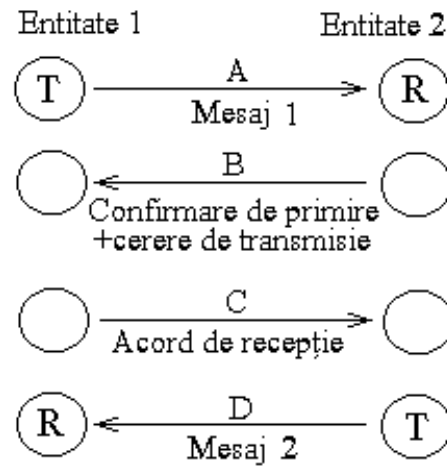 Entitate 1 Entitate 2
T A R
Mesaj 1
B
Confirmare de primire
+cerere de transmisie
C
Acord de recepție
R D T
Mesaj 2